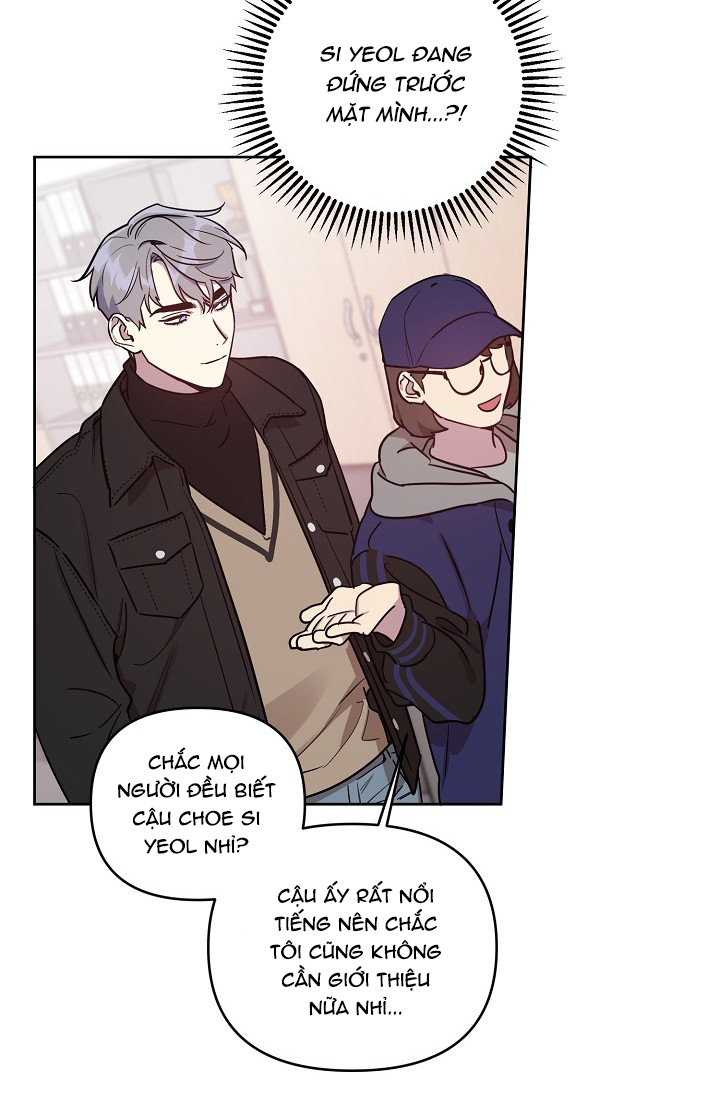 SI YEOL ĐANG
ĐỨNG TRƯỚC
MẶT MÌNH...?!
CHẮC MỌI
NGƯỜI ĐỀU BIẾT
CẬU CHOE SI
YEOL NHỈ?
CẬU ẤY RẤT NỔI
TIẾNG NÊN CHẮC
TÔI CŨNG KHÔNG
CẦN GIỚI THIỆU
NỮA NHỈ...